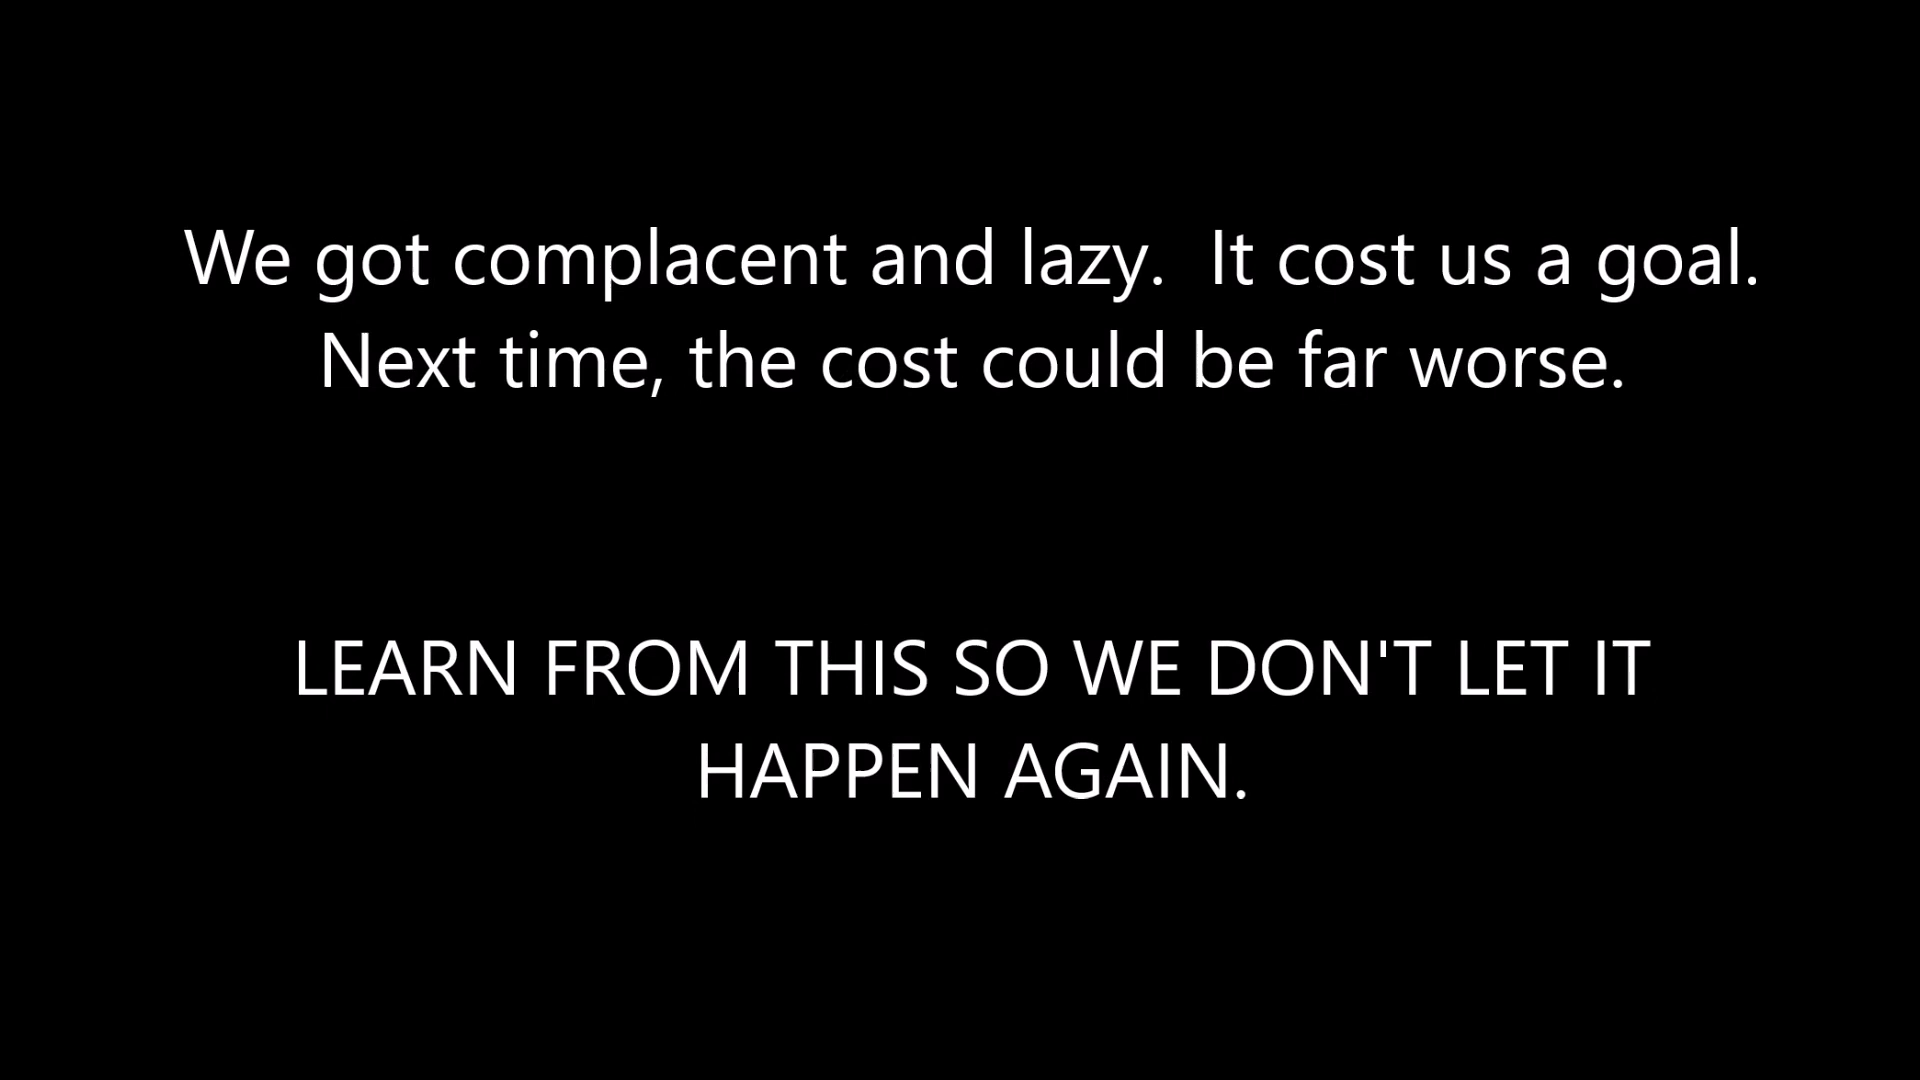 We got complacent and lazy.  It cost us a goal.
Next time, the cost could be far worse.
LEARN FROM THIS SO WE DON'T LET IT
HAPPEN AGAIN.